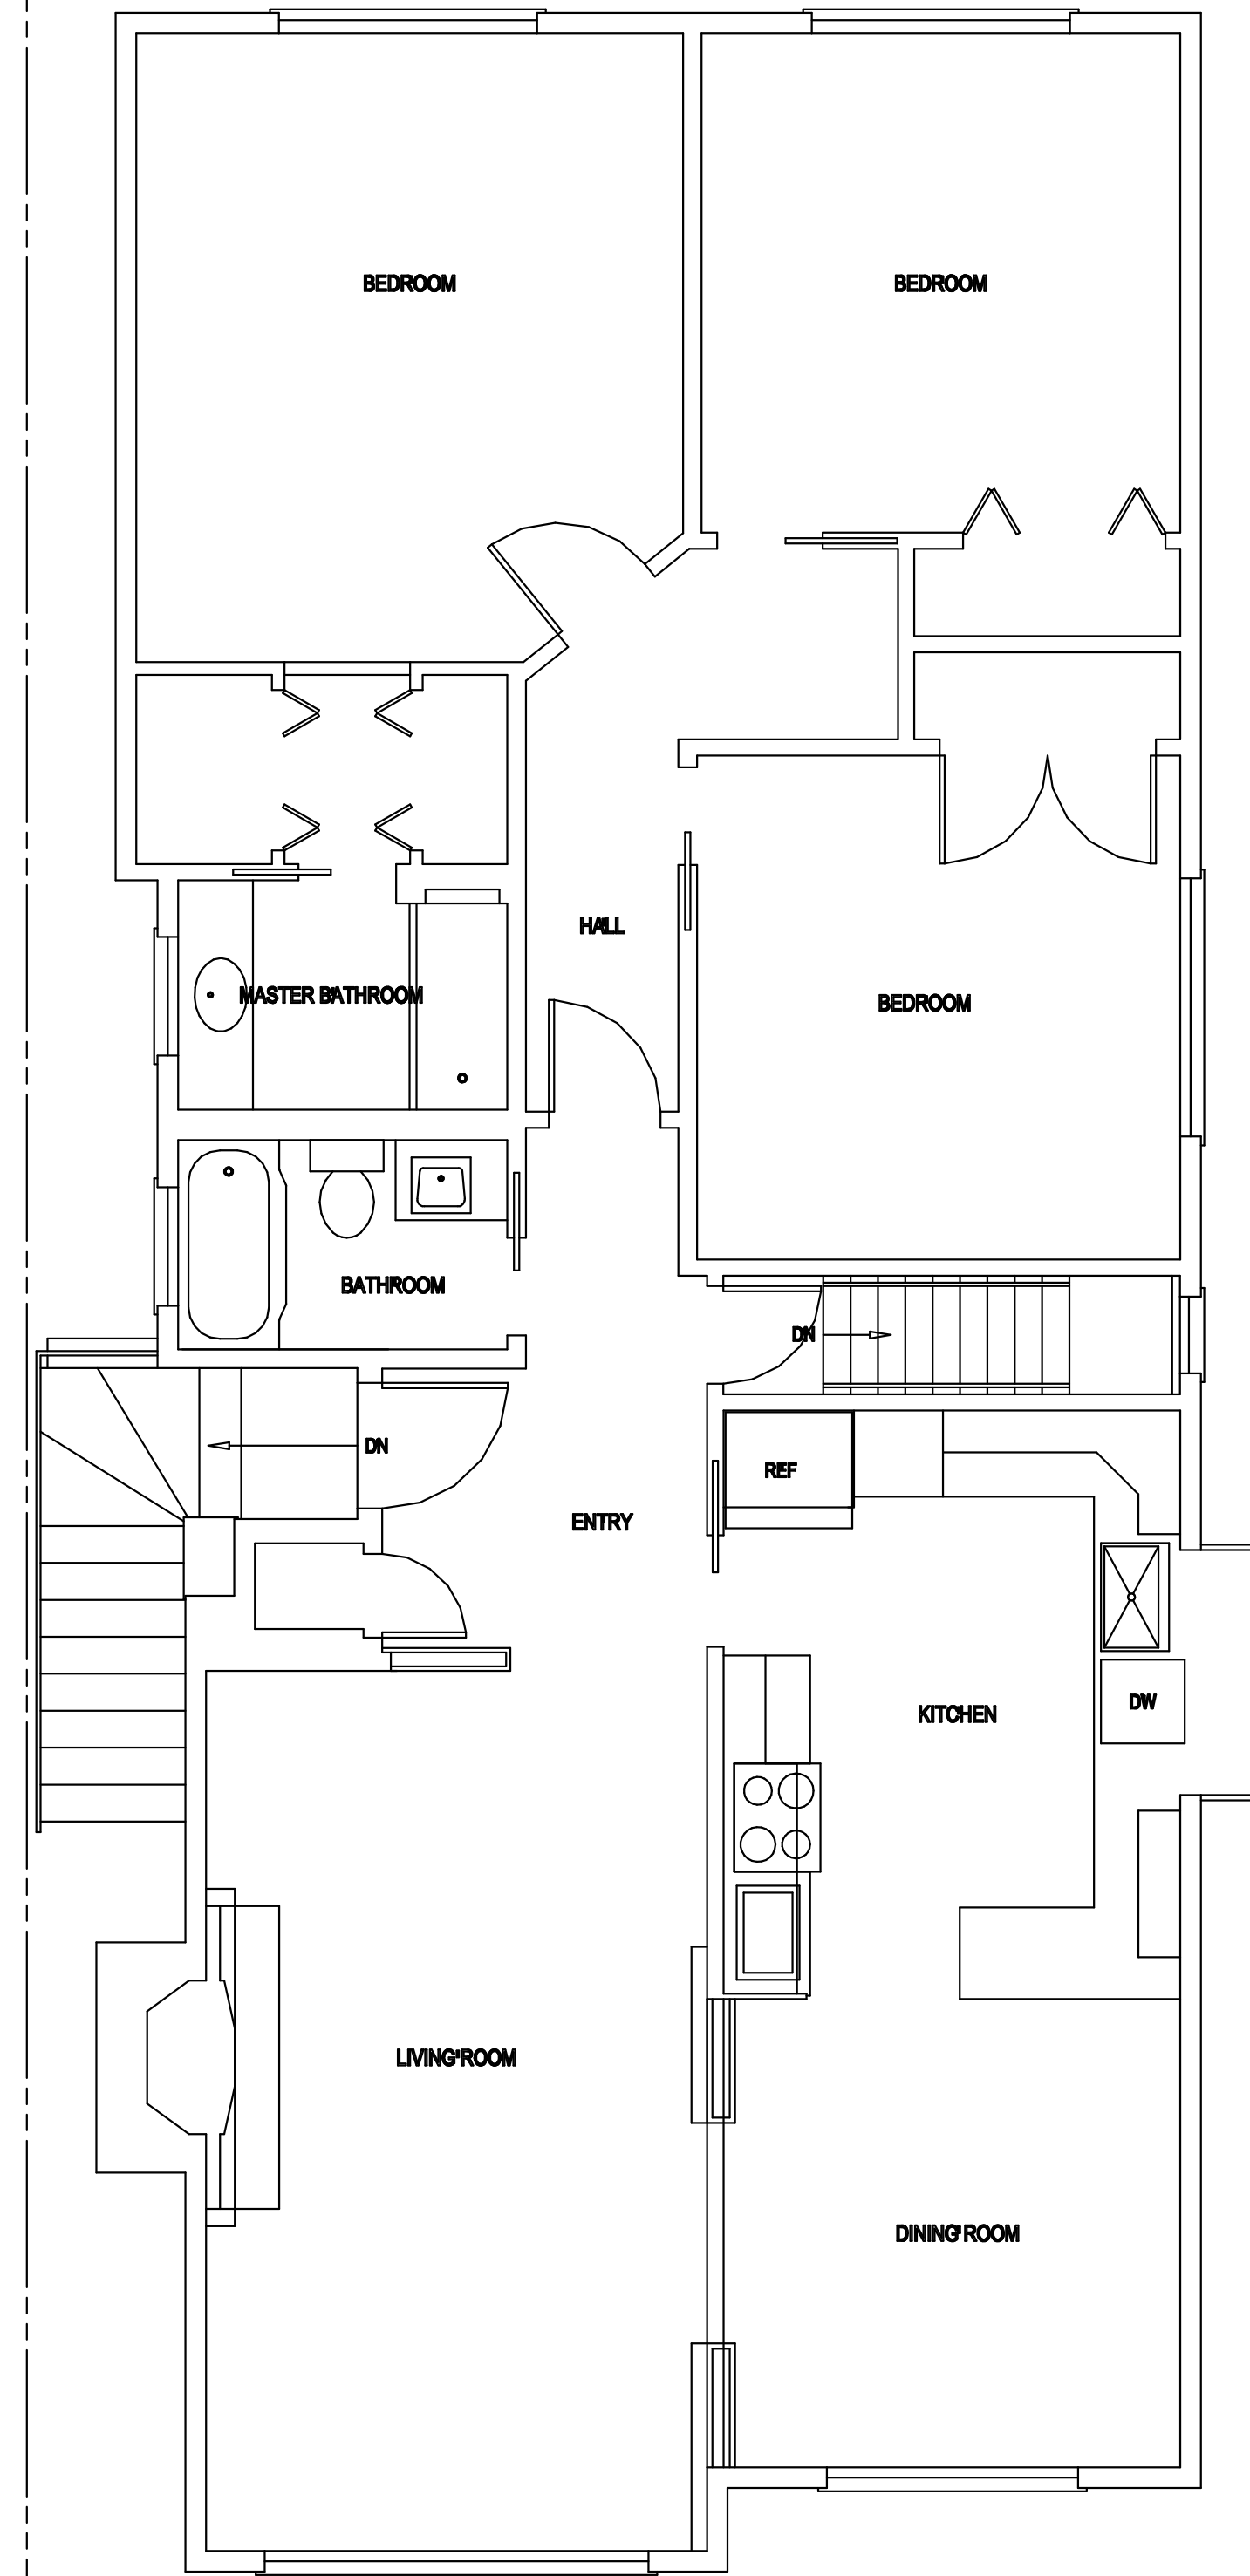 BEDROOM
BEDROOM
HALL
MASTER BATHROOM
BEDROOM
BATHROOM
DN
DN
REF
ENTRY
DW
KITCHEN
LIVING ROOM
DINING ROOM